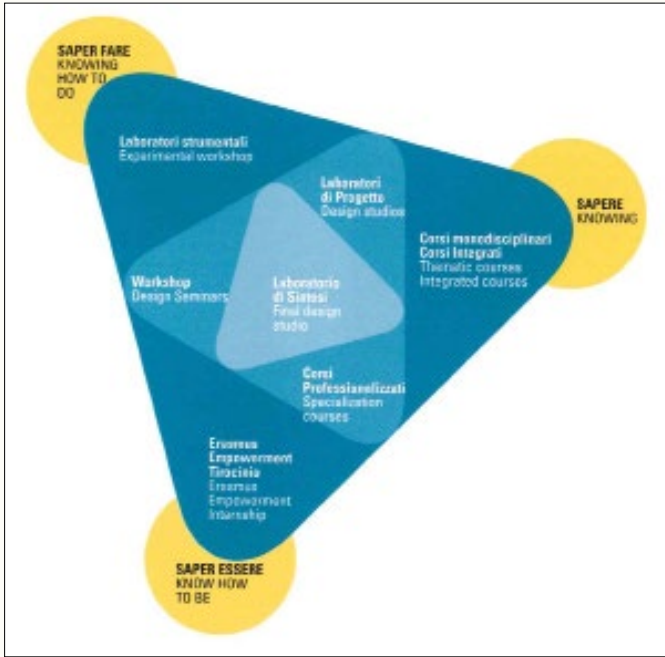 SAPER FARE
KNOWING
HOW TO
DO
Laboratori strumentali
Experimental workshop
Laboratori
di Progetto
Design studios
SAPERE
KNOWING
Corsi monodisciplinari
Corsi Integrati
Thematic courses
Integrated courses
Workshop
Design Seminars
Laboratorio
di Sintesi
Final design
studio
Corsi
Professionalizzati
Specialization
courses
Erasmus
Empowerment
Tirocinio
Erasmus
Empowerment
Internship
SAPER ESSERE
KNOW HOW
TO BE